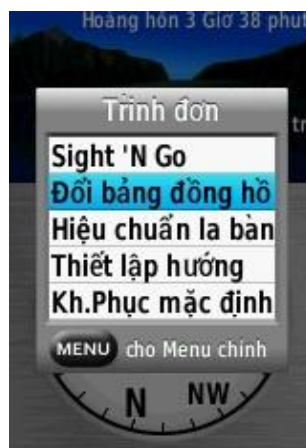 Hoàng hôn 3 Giờ 38 phút
tr
Trình đơn
Sight 'N Go
Đổi bảng đồng hồ
Hiệu chuẩn la bàn
Thiết lập hướng
Kh.Phục mặc định
MENU cho Menu chính
N NW